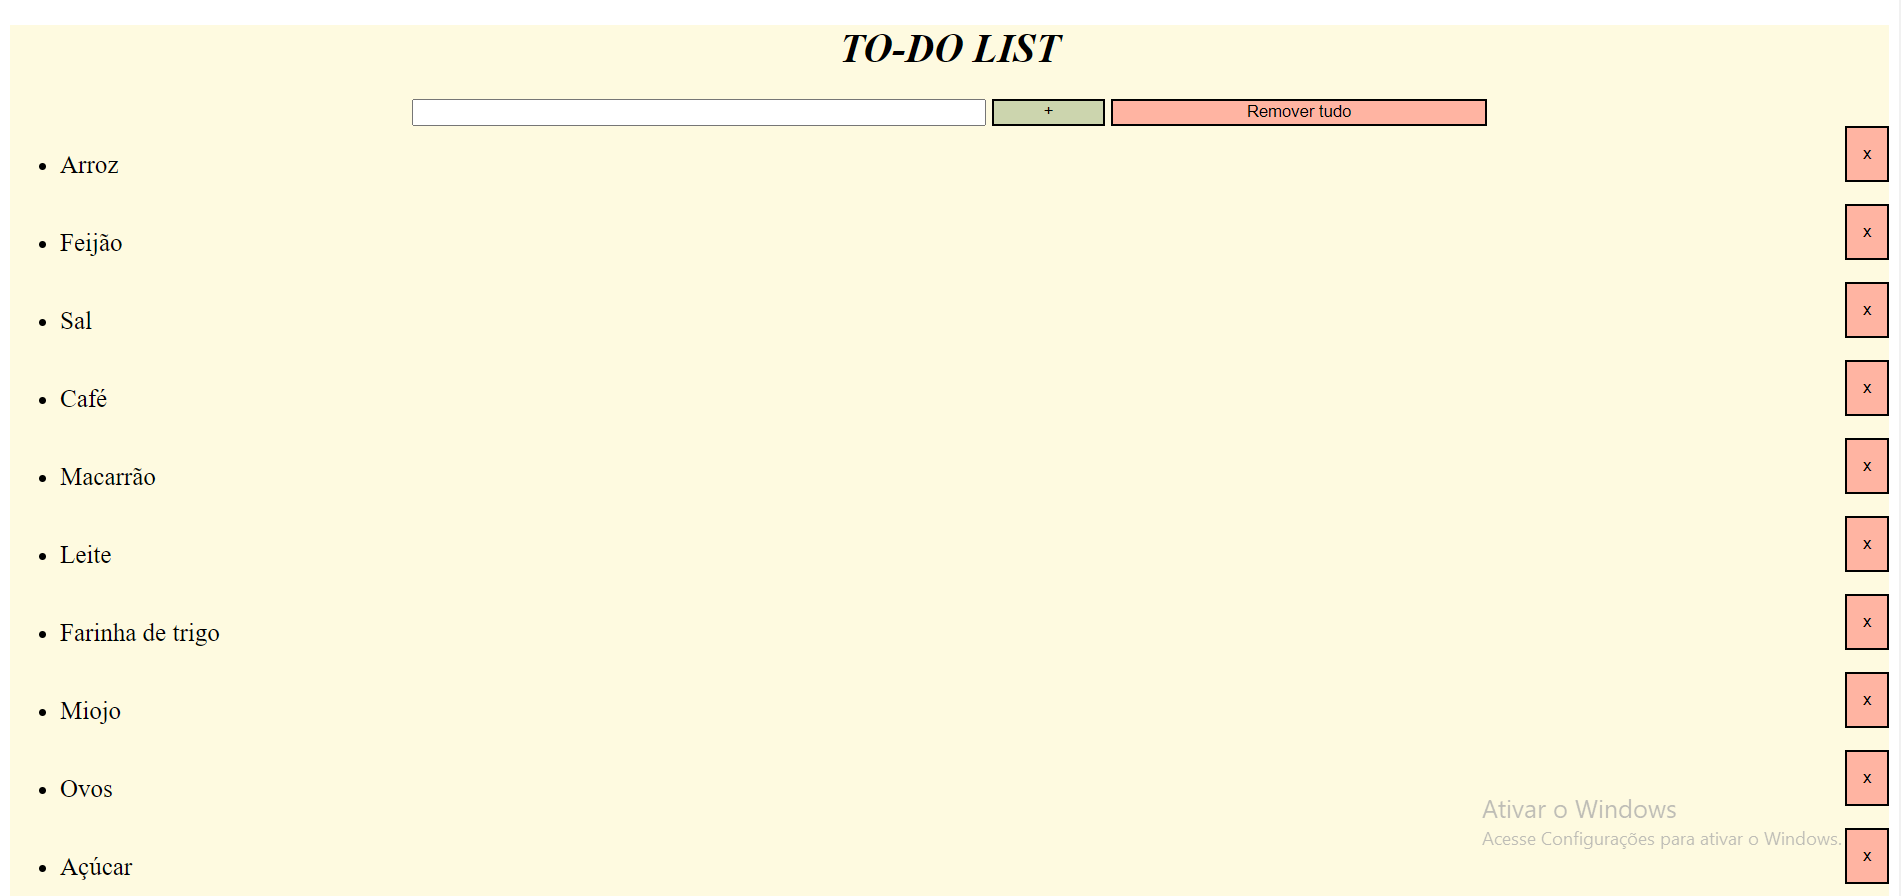 TO-DO LIST
+ Remover tudo
Arroz x
Feijão x
Sal x
Café x
Macarrão x
Leite x
Farinha de trigo x
Miojo x
Ovos x
Ativar o Windows
Acesse Configurações para ativar o Windows.
Açúcar x